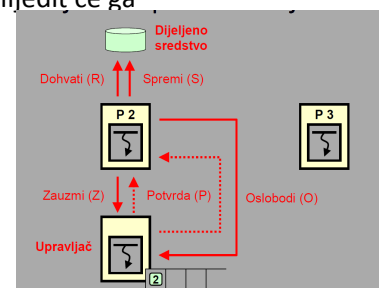 Dijeljeno
sredstvo
Dohvati (R)
Spremi (S)
P 2
P 3
Zauzmi (Z)
Potvrda (P)
Oslobodi (O)
Upravljač
2